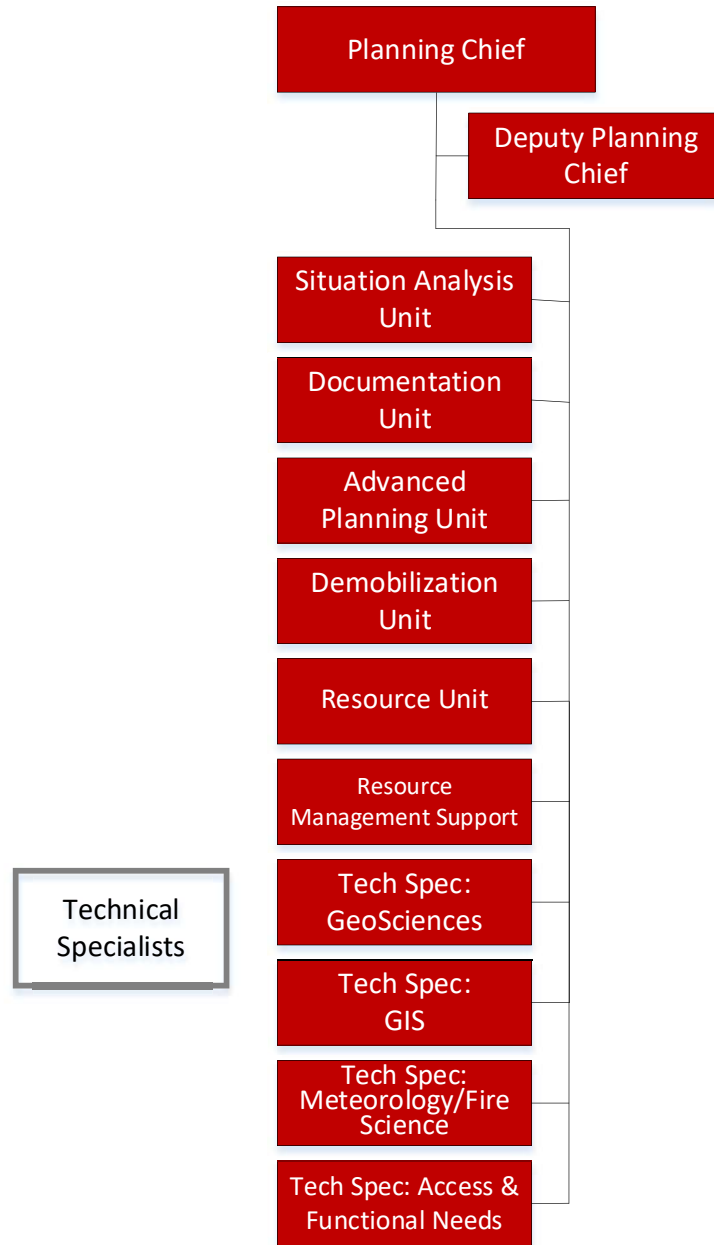 Planning Chief
Deputy Planning
Chief
Situation Analysis
Unit
Documentation
Unit
Advanced
Planning Unit
Demobilization
Unit
Resource Unit
Resource
Management Support
Technical
Specialists
Tech Spec:
GeoSciences
Tech Spec:
GIS
Tech Spec:
Meteorology/Fire
Science
Tech Spec: Access &
Functional Needs